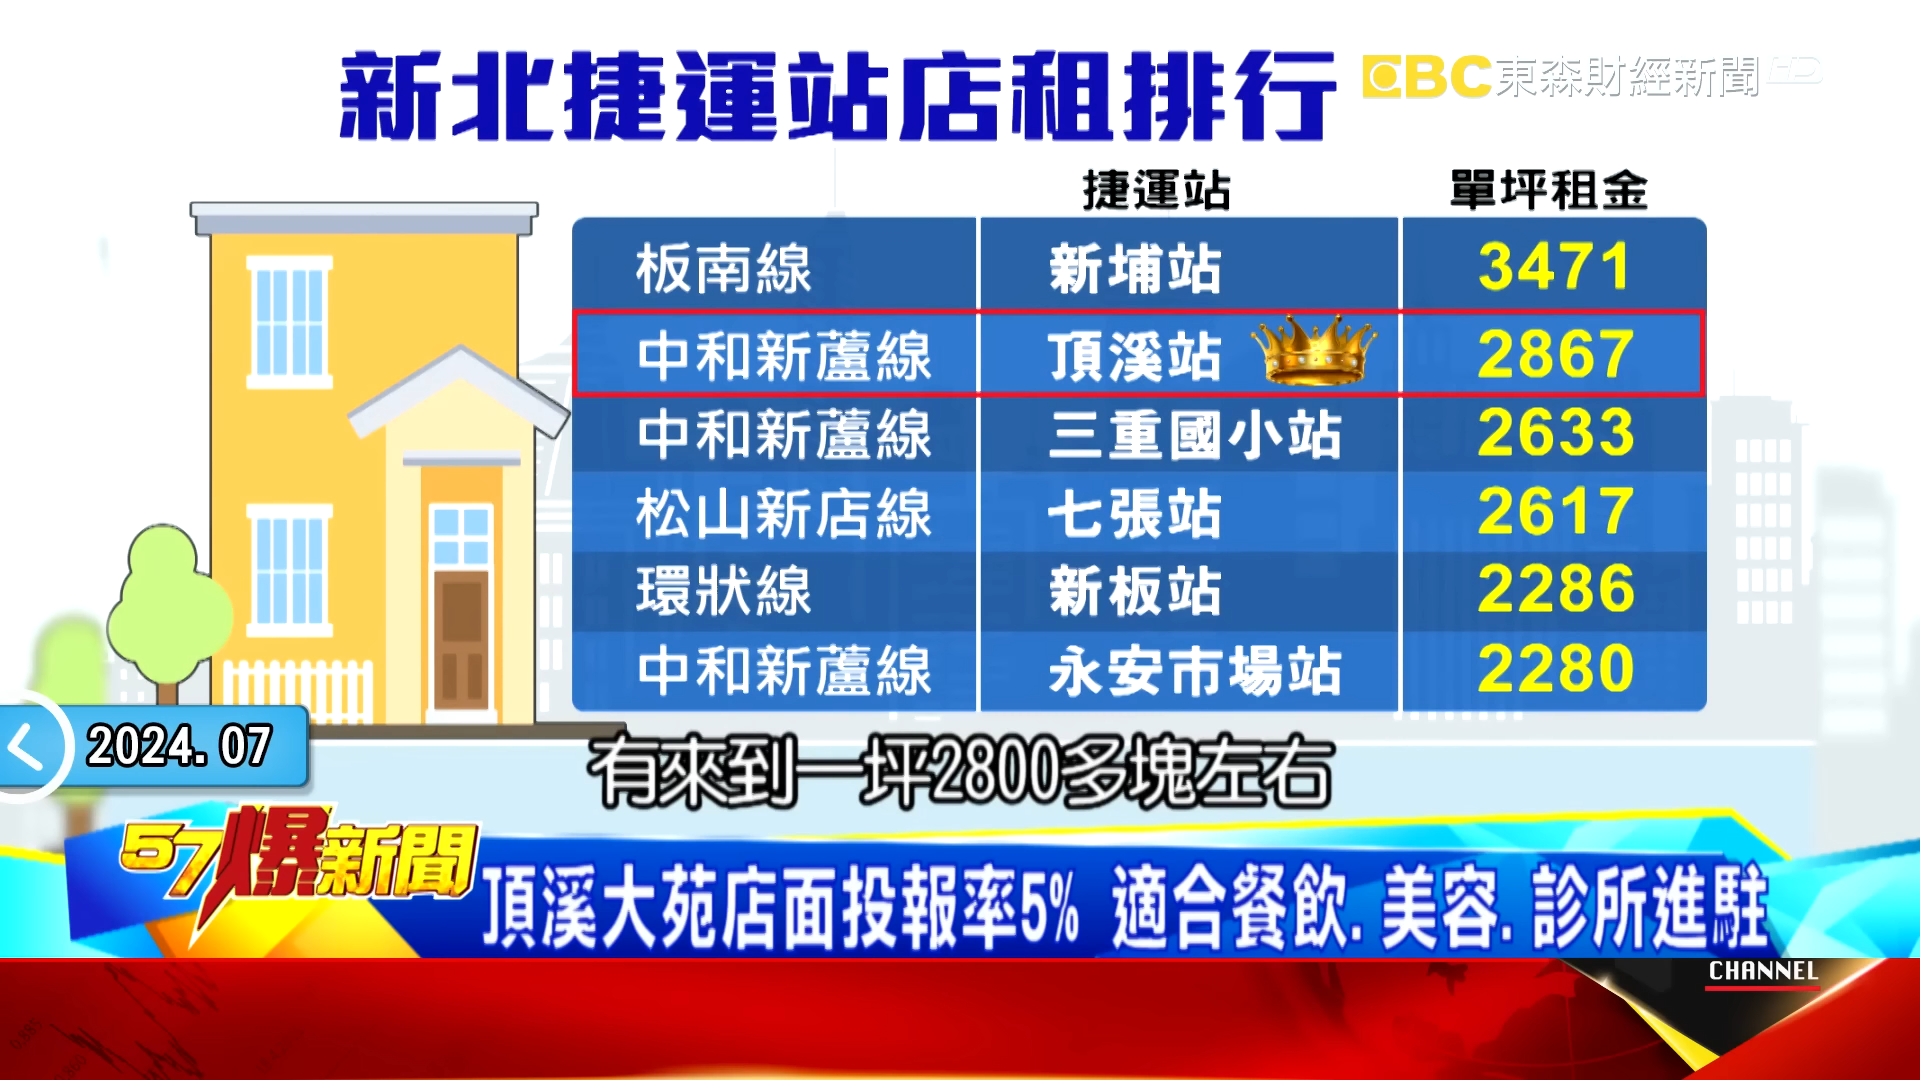 新北捷運站店租排行
EBC東森財經新聞HD
捷運站 單坪租金
板南線 新埔站 3471
中和新蘆線 頂溪站 2867
中和新蘆線 三重國小站 2633
松山新店線 七張站 2617
環狀線 新板站 2286
中和新蘆線 永安市場站 2280
2024.07
有來到一坪2800多塊左右
57爆新聞
頂溪大苑店面投報率5% 適合餐飲.美容.診所進駐
CHANNEL